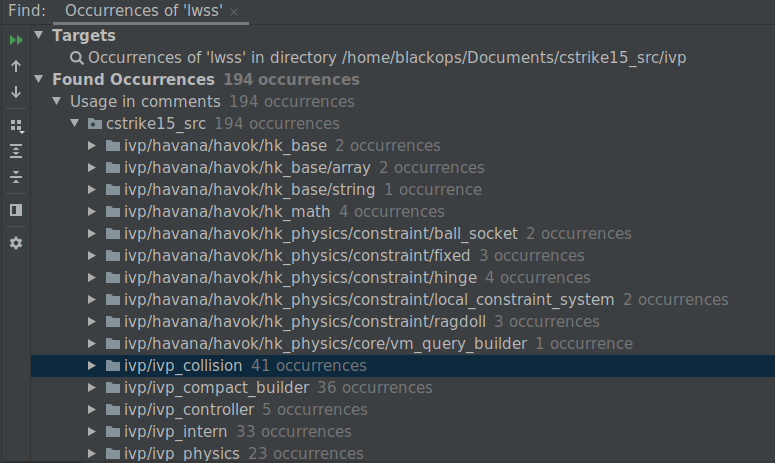 Find: Occurrences of 'lwss' ×
Targets
Occurrences of 'lwss' in directory /home/blackops/Documents/cstrike15_src/ivp
Found Occurrences 194 occurrences
Usage in comments 194 occurrences
cstrike15_src 194 occurrences
ivp/havana/havok/hk_base 2 occurrences
ivp/havana/havok/hk_base/array 2 occurrences
ivp/havana/havok/hk_base/string 1 occurrence
ivp/havana/havok/hk_math 4 occurrences
ivp/havana/havok/hk_physics/constraint/ball_socket 2 occurrences
ivp/havana/havok/hk_physics/constraint/fixed 3 occurrences
ivp/havana/havok/hk_physics/constraint/hinge 4 occurrences
ivp/havana/havok/hk_physics/constraint/local_constraint_system 2 occurrences
ivp/havana/havok/hk_physics/constraint/ragdoll 3 occurrences
ivp/havana/havok/hk_physics/core/vm_query_builder 1 occurrence
ivp/ivp_collision 41 occurrences
ivp/ivp_compact_builder 36 occurrences
ivp/ivp_controller 5 occurrences
ivp/ivp_intern 33 occurrences
ivp/ivp_physics 23 occurrences